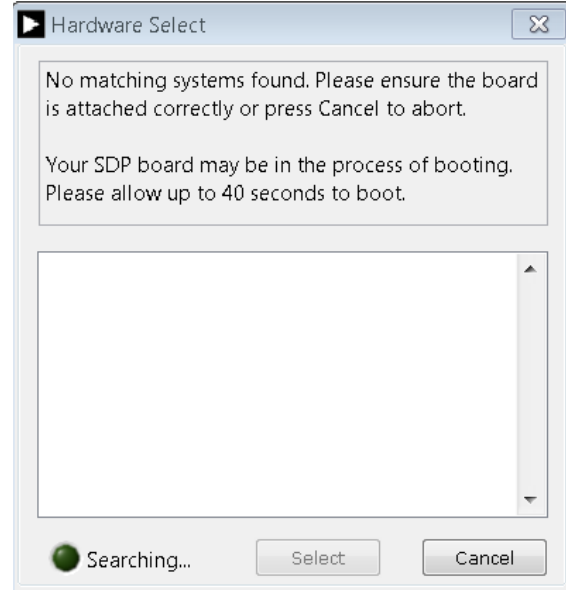 Hardware Select
No matching systems found. Please ensure the board
is attached correctly or press Cancel to abort.
Your SDP board may be in the process of booting.
Please allow up to 40 seconds to boot.
Searching...
Select
Cancel